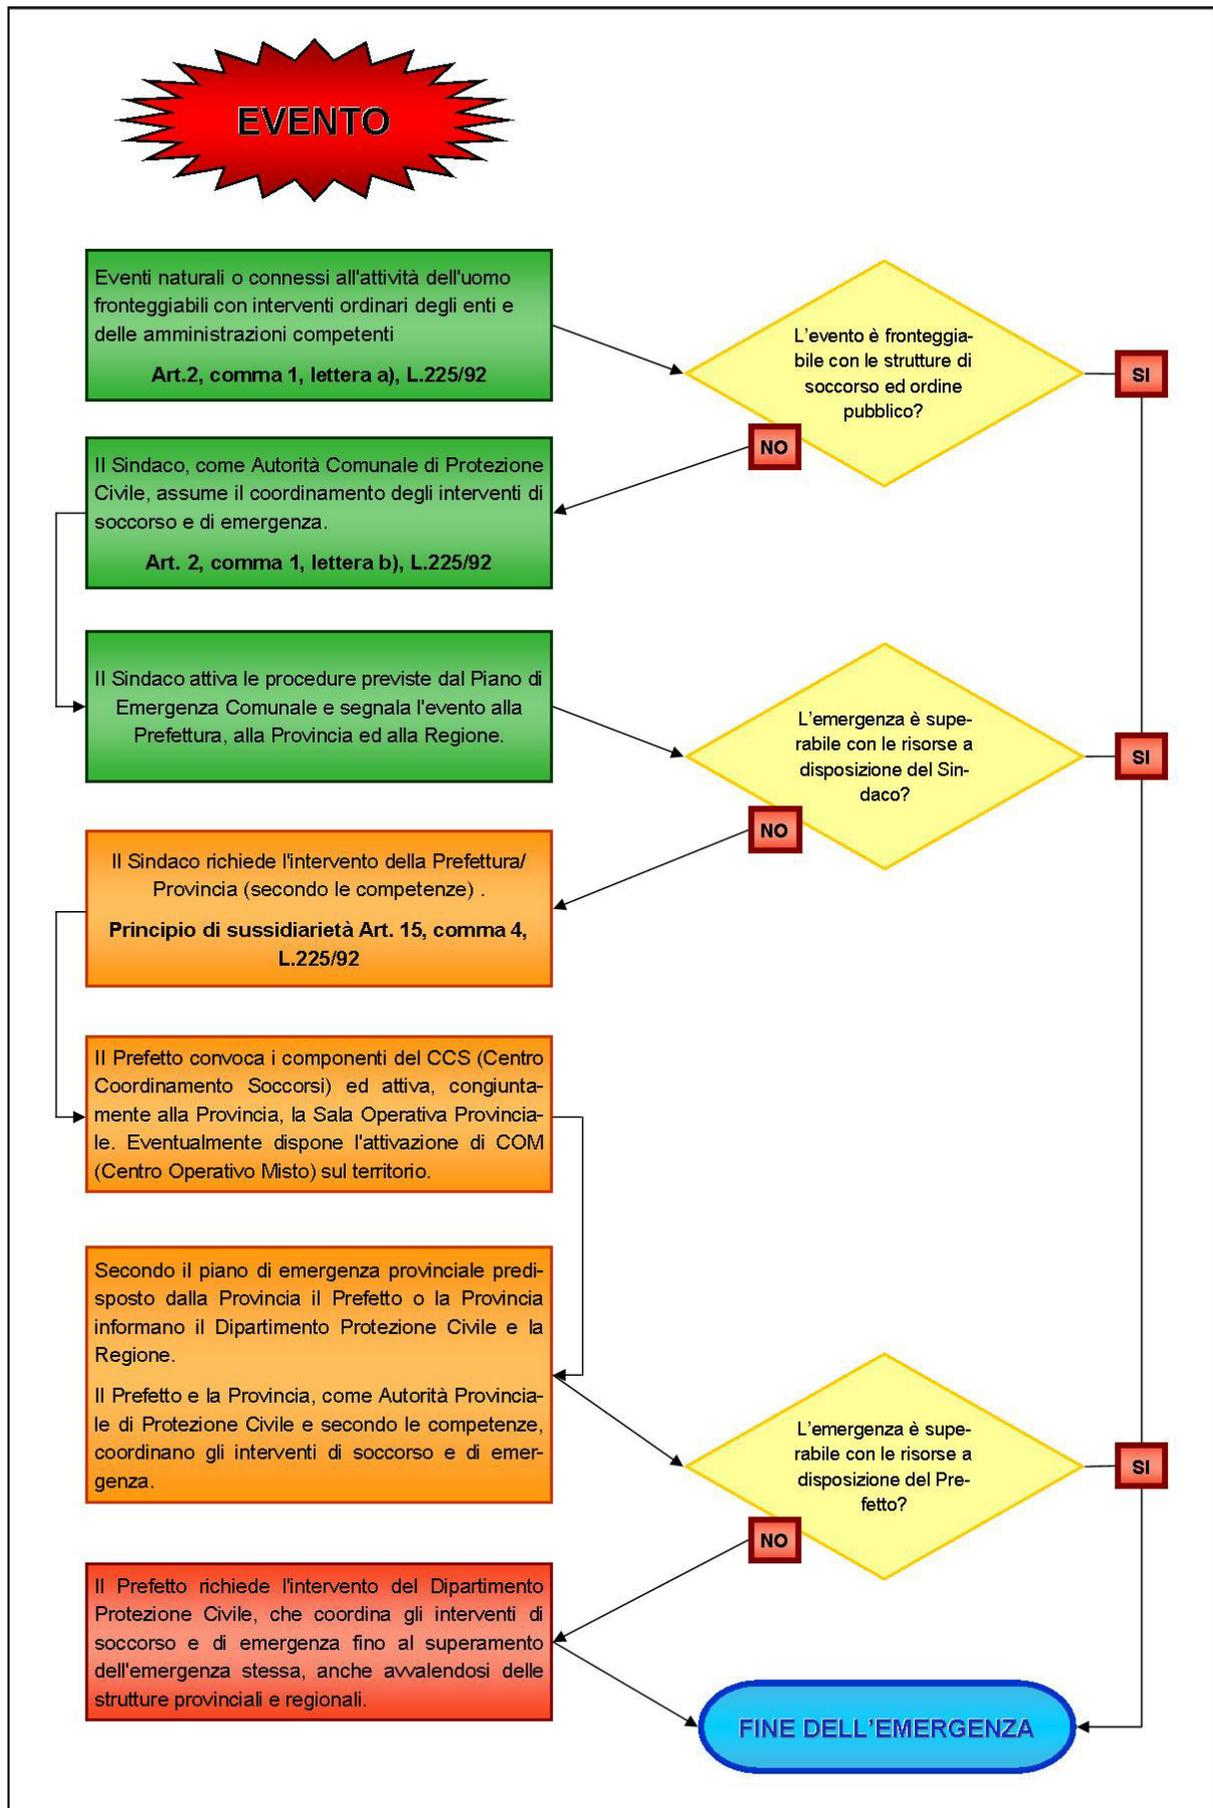 EVENTO
Eventi naturali o connessi all'attività dell'uomo
fronteggiabili con interventi ordinari degli enti e
delle amministrazioni competenti
Art.2, comma 1, lettera a), L.225/92
L'evento è fronteggia-
bile con le strutture di
soccorso ed ordine
pubblico?
SI
NO
Il Sindaco, come Autorità Comunale di Protezione
Civile, assume il coordinamento degli interventi di
soccorso e di emergenza.
Art. 2, comma 1, lettera b), L.225/92
Il Sindaco attiva le procedure previste dal Piano di
Emergenza Comunale e segnala l'evento alla
Prefettura, alla Provincia ed alla Regione.
L'emergenza è supe-
rabile con le risorse a
disposizione del Sin-
daco?
SI
NO
Il Sindaco richiede l'intervento della Prefettura/
Provincia (secondo le competenze) .
Principio di sussidiarietà Art. 15, comma 4,
L.225/92
Il Prefetto convoca i componenti del CCS (Centro
Coordinamento Soccorsi) ed attiva, congiunta-
mente alla Provincia, la Sala Operativa Provincia-
le. Eventualmente dispone l'attivazione di COM
(Centro Operativo Misto) sul territorio.
Secondo il piano di emergenza provinciale predi-
sposto dalla Provincia il Prefetto o la Provincia
informano il Dipartimento Protezione Civile e la
Regione.
Il Prefetto e la Provincia, come Autorità Provincia-
le di Protezione Civile e secondo le competenze,
coordinano gli interventi di soccorso e di emer-
genza.
L'emergenza è supe-
rabile con le risorse a
disposizione del Pre-
fetto?
SI
NO
Il Prefetto richiede l'intervento del Dipartimento
Protezione Civile, che coordina gli interventi di
soccorso e di emergenza fino al superamento
dell'emergenza stessa, anche avvalendosi delle
strutture provinciali e regionali.
FINE DELL'EMERGENZA